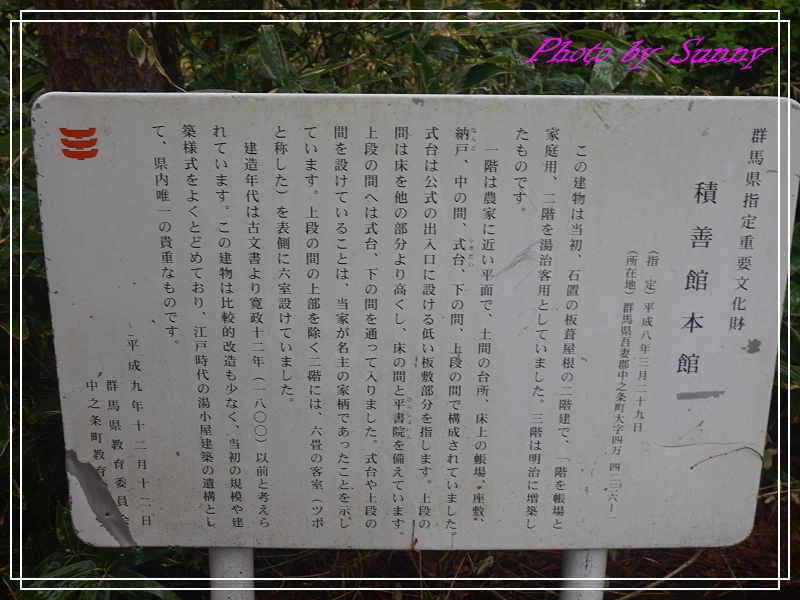 Photo by Sunny
群馬県指定重要文化財
積善館本館
(指 定) 平成八年三月二十九日
(所在地) 群馬県吾妻郡中之条町大字四万
この建物は当初、石置の板葺屋根の二階建で、一階を帳場と
家庭用、二階を湯治客用としていました。三階は明治に増築し
たものです。
一階は農家に近い平面で、土間の台所、床上の帳場、座敷、
納戸、中の間、式台、下の間、上段の間で構成されていました。
式台は公式の出入口に設ける低い板敷部分を指します。上段の
間は床を他の部分より高くし、床の間と平書院を備えています。
上段の間へは式台、下の間を通って入りました。式台や上段の
間を設けていることは、当家が名主の家柄であったことを示し
ています。上段の間の上部を除く二階には、六畳の客室(ツボ
と称した)を表側に六室設けていました。
建造年代は古文書より寛政十二年(一八〇〇)以前と考えら
れています。この建物は比較的改造も少なく、当初の規模や建
築様式をよくとどめており、江戸時代の湯小屋建築の遺構とし
て、県内唯一の貴重なものです。
平成九年十二月十二日
群馬県教育委員会
中之条町教育